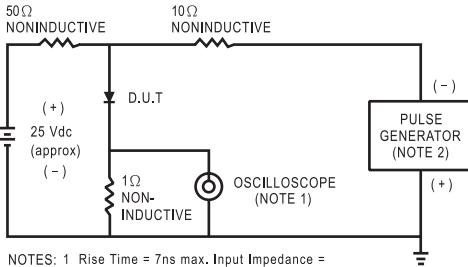 50Ω
NONINDUCTIVE
10Ω
NONINDUCTIVE
(+)
25 Vdc
(approx)
(−)
D.U.T
1Ω
NON-
INDUCTIVE
OSCILLOSCOPE
(NOTE 1)
(−)
PULSE
GENERATOR
(NOTE 2)
(+)
NOTES: 1 Rise Time = 7ns max. Input Impedance =